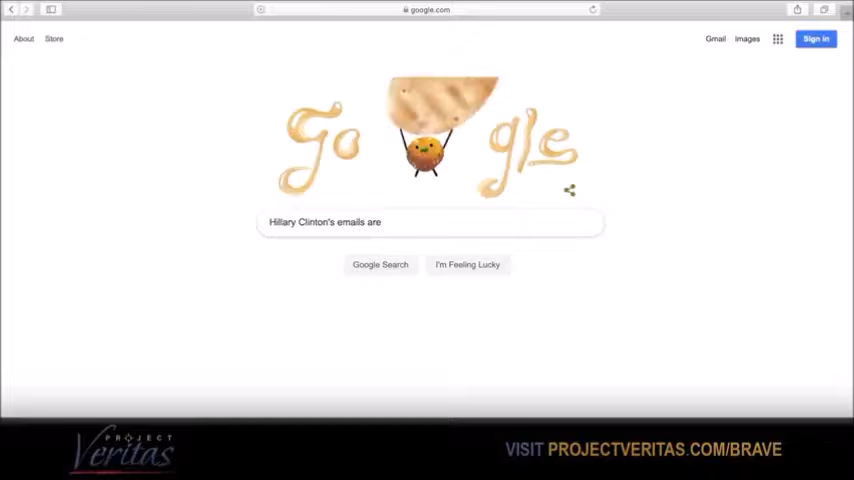 google.com
About Store Gmail Images Sign in
Google
Hillary Clinton's emails are
Google Search I'm Feeling Lucky
PROJECT
Veritas
VISIT PROJECTVERITAS.COM/BRAVE